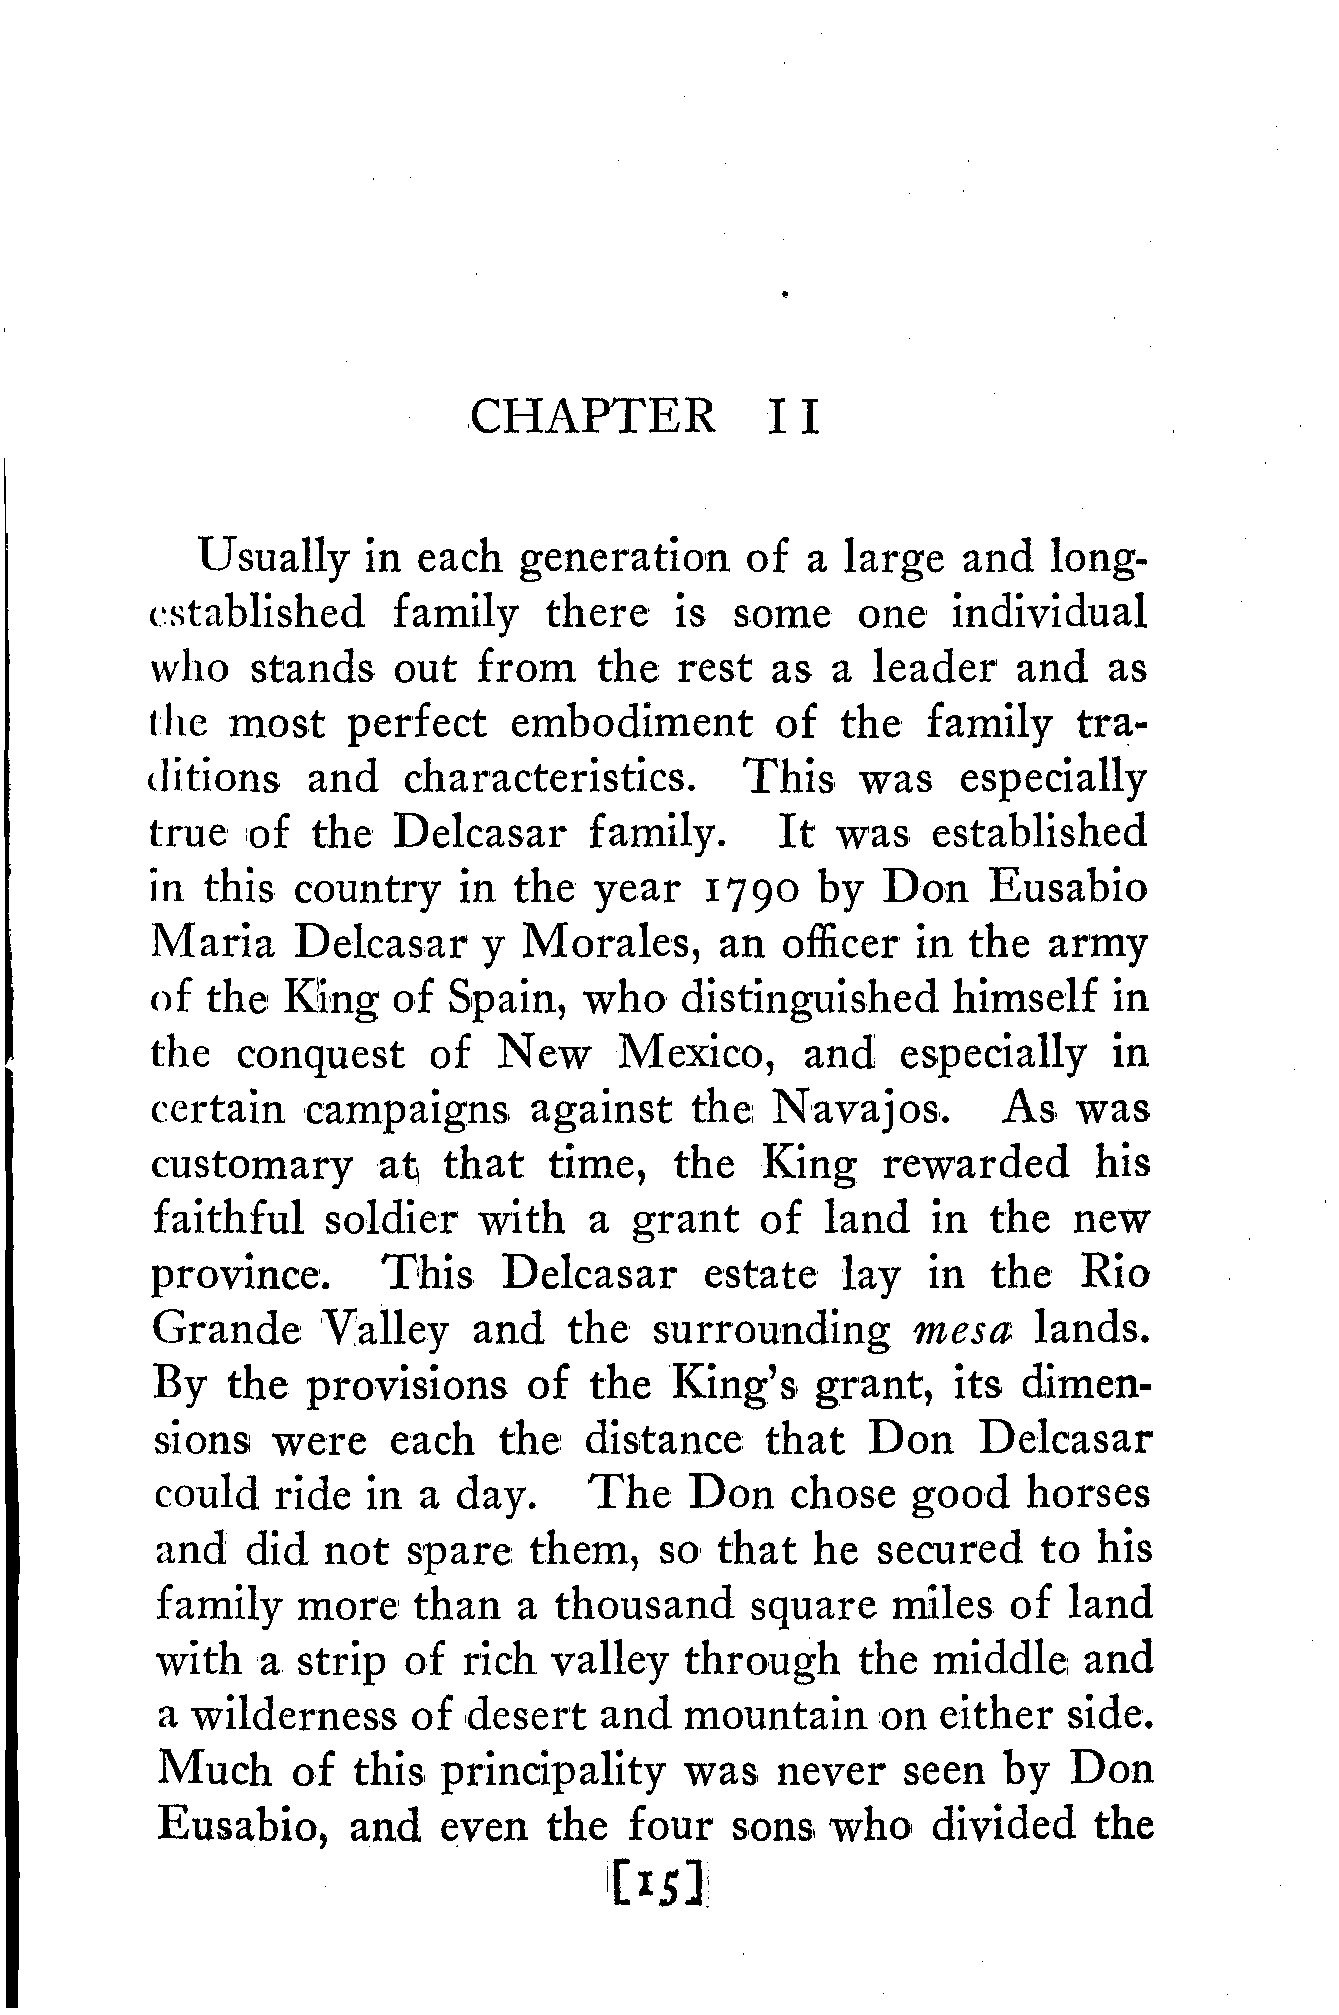 CHAPTER II
Usually in each generation of a large and long-
established family there is some one individual
who stands out from the rest as a leader and as
the most perfect embodiment of the family tra-
ditions and characteristics. This was especially
true of the Delcasar family. It was established
in this country in the year 1790 by Don Eusabio
Maria Delcasar y Morales, an officer in the army
of the King of Spain, who distinguished himself in
the conquest of New Mexico, and especially in
certain campaigns against the Navajos. As was
customary at that time, the King rewarded his
faithful soldier with a grant of land in the new
province. This Delcasar estate lay in the Rio
Grande Valley and the surrounding mesa lands.
By the provisions of the King's grant, its dimen-
sions were each the distance that Don Delcasar
could ride in a day. The Don chose good horses
and did not spare them, so that he secured to his
family more than a thousand square miles of land
with a strip of rich valley through the middle and
a wilderness of desert and mountain on either side.
Much of this principality was never seen by Don
Eusabio, and even the four sons who divided the
[15]